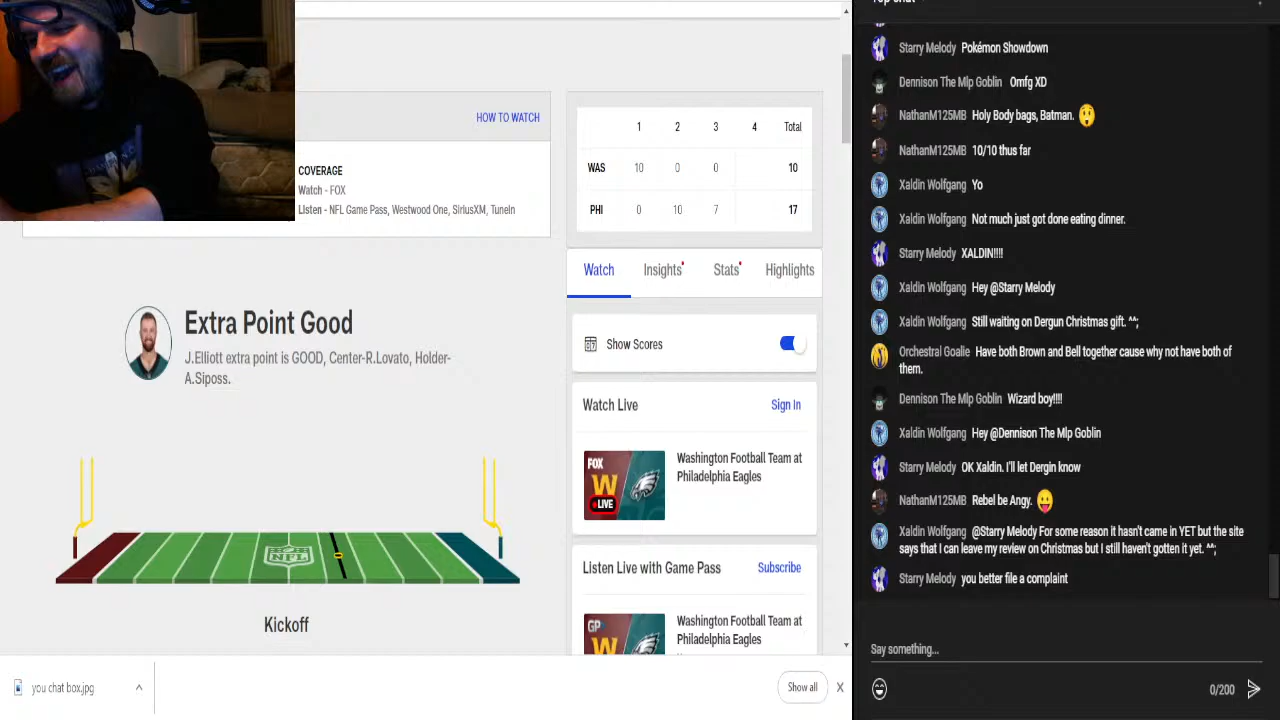 HOW TO WATCH
COVERAGE
Watch - FOX
Listen - NFL Game Pass, Westwood One, SiriusXM, TuneIn
1 2 3 4 Total
WAS 10 0 0 10
PHI 0 10 7 17
Watch Insights Stats Highlights
Show Scores
Watch Live Sign In
FOX
W
LIVE
Washington Football Team at
Philadelphia Eagles
Listen Live with Game Pass Subscribe
GP
W
Washington Football Team at
Philadelphia Eagles
Extra Point Good
J.Elliott extra point is GOOD, Center-R.Lovato, Holder-
A.Siposs.
NFL
Kickoff
you chat box.jpg
Show all X
Starry Melody Pokémon Showdown
Dennison The Mlp Goblin Omfg XD
NathanM125MB Holy Body bags, Batman.
NathanM125MB 10/10 thus far
Xaldin Wolfgang Yo
Xaldin Wolfgang Not much just got done eating dinner.
Starry Melody XALDIN!!!!
Xaldin Wolfgang Hey @Starry Melody
Xaldin Wolfgang Still waiting on Dergun Christmas gift. ^^;
Orchestral Goalie Have both Brown and Bell together cause why not have both of
them.
Dennison The Mlp Goblin Wizard boy!!!!
Xaldin Wolfgang Hey @Dennison The Mlp Goblin
Starry Melody OK Xaldin. I'll let Dergin know
NathanM125MB Rebel be Angy.
Xaldin Wolfgang @Starry Melody For some reason it hasn't came in YET but the site
says that I can leave my review on Christmas but I still haven't gotten it yet. ^^;
Starry Melody you better file a complaint
Say something...
0/200